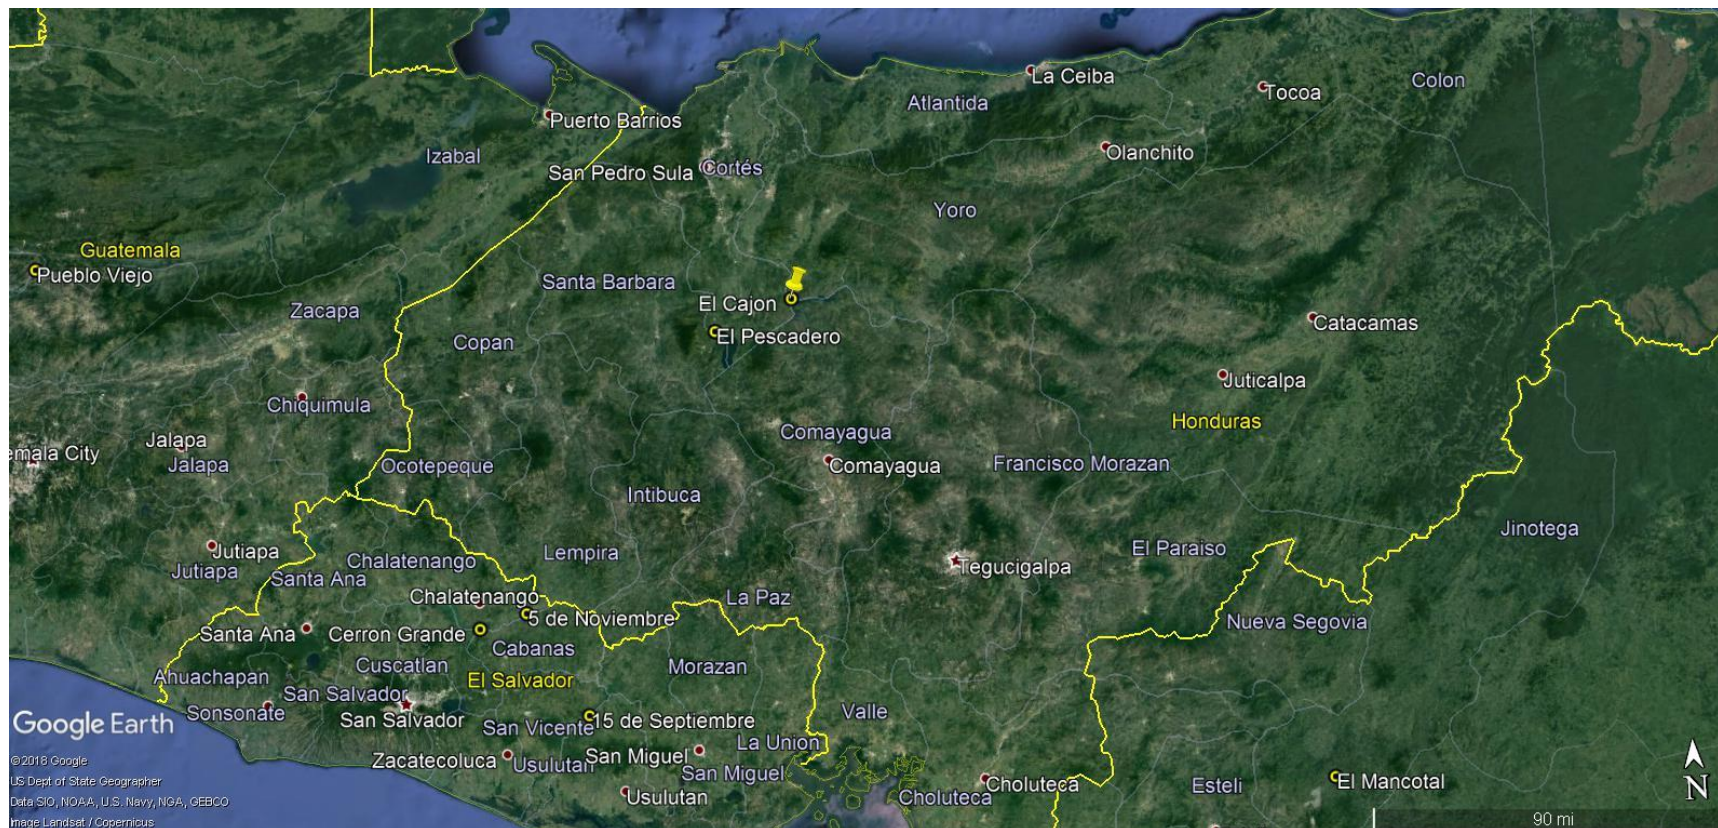 La Ceiba
Tocoa
Colon
Atlantida
Puerto Barrios
Izabal
Olanchito
San Pedro Sula
Cortés
Yoro
Guatemala
Pueblo Viejo
Santa Barbara
Zacapa
El Cajon
Catacamas
El Pescadero
Copan
Juticalpa
Chiquimula
Honduras
Comayagua
Jalapa
emala City
Jalapa
Ocotepeque
Comayagua
Francisco Morazan
Intibuca
Jinotega
Jutiapa
Jutiapa
Chalatenango
Santa Ana
Lempira
El Paraiso
Tegucigalpa
Chalatenango
La Paz
5 de Noviembre
Nueva Segovia
Santa Ana
Cerron Grande
Cabanas
Cuscatlan
Morazan
Ahuachapan
El Salvador
San Salvador
Sonsonate
San Salvador
San Vicente
15 de Septiembre
Valle
Google Earth
La Union
Zacatecoluca
Usulutan
San Miguel
San Miguel
©2018 Google
US Dept of State Geographer
Data SIO, NOAA, U.S. Navy, NGA, GEBCO
Image Landsat / Copernicus
Usulutan
Choluteca
Choluteca
Esteli
El Mancotal
N
90 mi